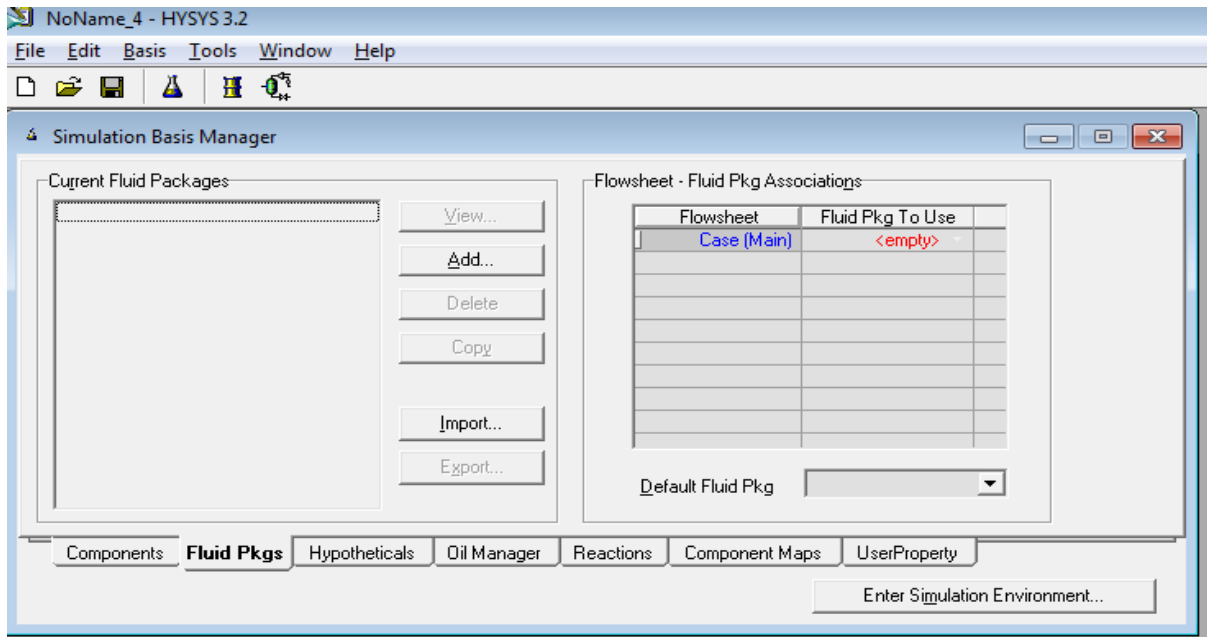 NoName_4 - HYSYS 3.2
File Edit Basis Tools Window Help
Simulation Basis Manager
Current Fluid Packages
View...
Add...
Delete
Copy
Import...
Export...
Flowsheet - Fluid Pkg Associations
Flowsheet Fluid Pkg To Use
Case (Main) <empty>
Default Fluid Pkg
Components Fluid Pkgs Hypotheticals Oil Manager Reactions Component Maps UserProperty
Enter Simulation Environment...